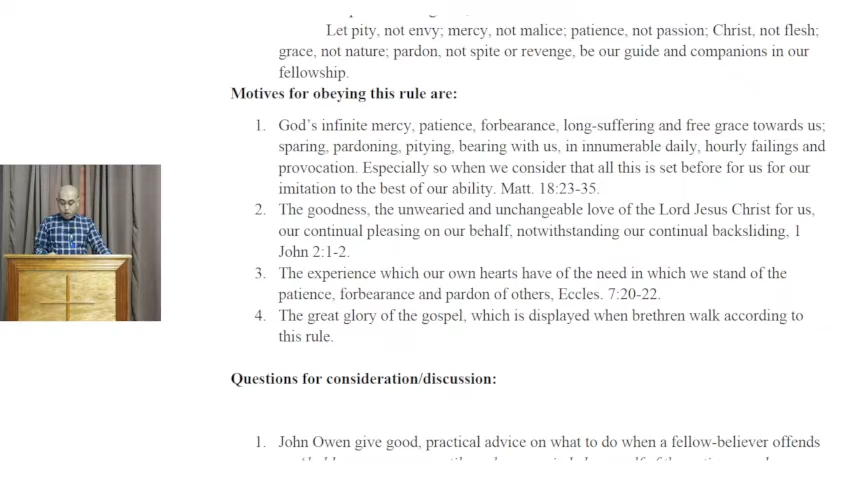 Let pity, not envy; mercy, not malice; patience, not passion; Christ, not flesh;
grace, not nature; pardon, not spite or revenge, be our guide and companions in our
fellowship.
Motives for obeying this rule are:
1. God's infinite mercy, patience, forbearance, long-suffering and free grace towards us;
sparing, pardoning, pitying, bearing with us, in innumerable daily, hourly failings and
provocation. Especially so when we consider that all this is set before for us for our
imitation to the best of our ability. Matt. 18:23-35.
2. The goodness, the unwearied and unchangeable love of the Lord Jesus Christ for us,
our continual pleasing on our behalf, notwithstanding our continual backsliding, 1
John 2:1-2.
3. The experience which our own hearts have of the need in which we stand of the
patience, forbearance and pardon of others, Eccles. 7:20-22.
4. The great glory of the gospel, which is displayed when brethren walk according to
this rule.
Questions for consideration/discussion:
1. John Owen give good, practical advice on what to do when a fellow-believer offends